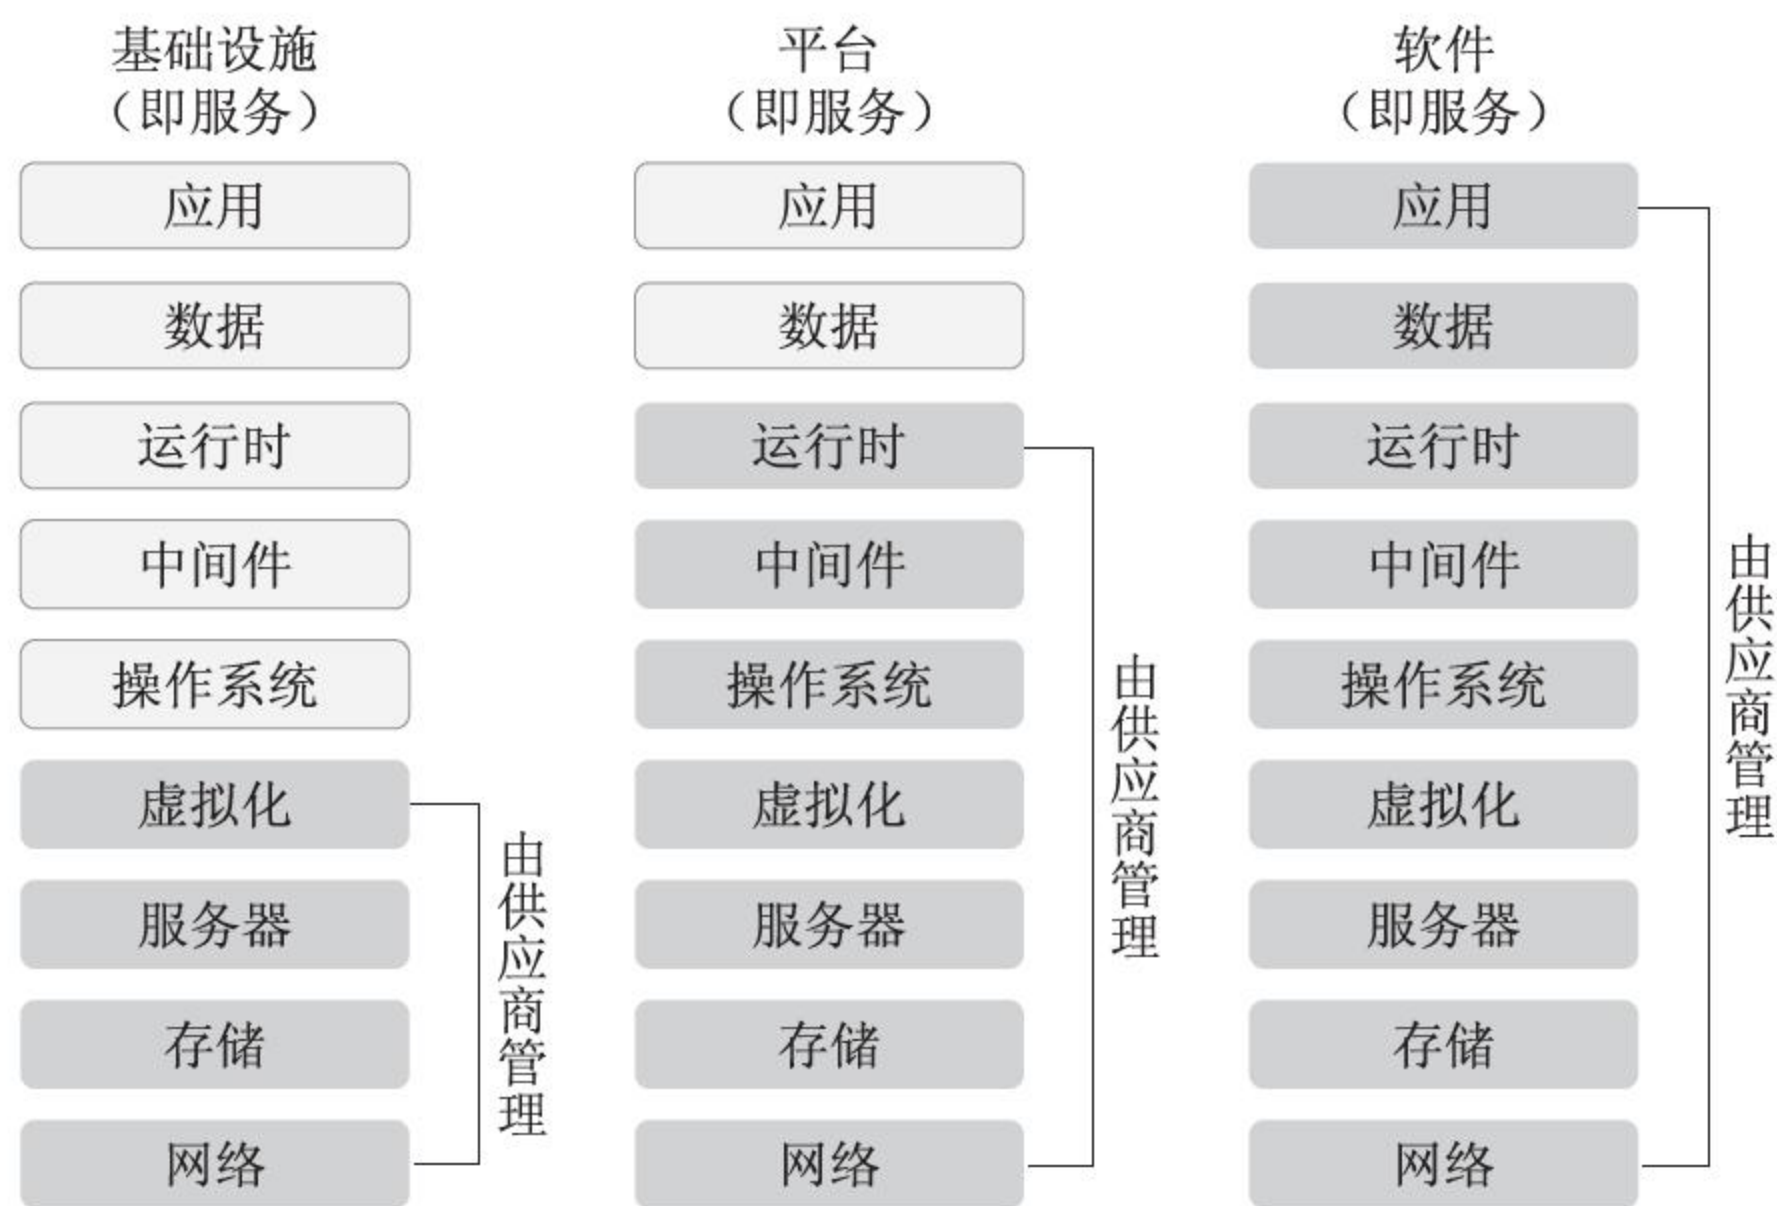 基础设施
（即服务）
应用
数据
运行时
中间件
操作系统
虚拟化
服务器
存储
网络
由供应商管理
平台
（即服务）
应用
数据
运行时
中间件
操作系统
虚拟化
服务器
存储
网络
由供应商管理
软件
（即服务）
应用
数据
运行时
中间件
操作系统
虚拟化
服务器
存储
网络
由供应商管理